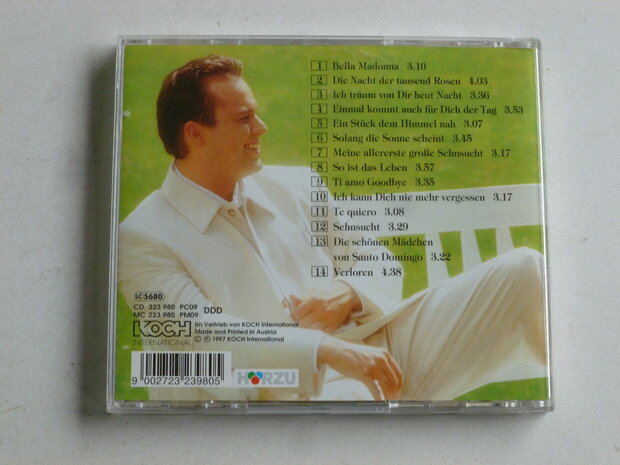 1 Bella Madonna 3.10
2 Die Nacht der tausend Rosen 4.03
3 Ich träum von Dir heut Nacht 3.36
4 Einmal kommt auch für Dich der Tag 3.53
5 Ein Stück dem Himmel nah 3.07
6 Solang die Sonne scheint 3.45
7 Meine allererste große Sehnsucht 3.17
8 So ist das Leben 3.57
9 Ti amo Goodbye 3.35
10 Ich kann Dich nie mehr vergessen 3.17
11 Te quiero 3.08
12 Sehnsucht 3.29
13 Die schönen Mädchen
von Santo Domingo 3.22
14 Verloren 4.38
LC 5680
CD 323 980 PC09
MC 223 980 PM09
DDD
KOCH
INTERNATIONAL
Im Vertrieb von KOCH International
Made and Printed in Austria
© ℗ 1997 KOCH International
9 002723 239805
HÖRZU